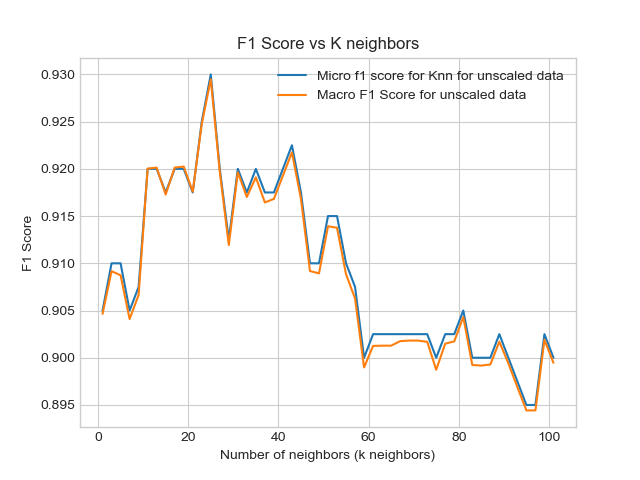 F1 Score vs K neighbors
Micro f1 score for Knn for unscaled data
Macro F1 Score for unscaled data
F1 Score
0.930
0.925
0.920
0.915
0.910
0.905
0.900
0.895
0 20 40 60 80 100
Number of neighbors (k neighbors)